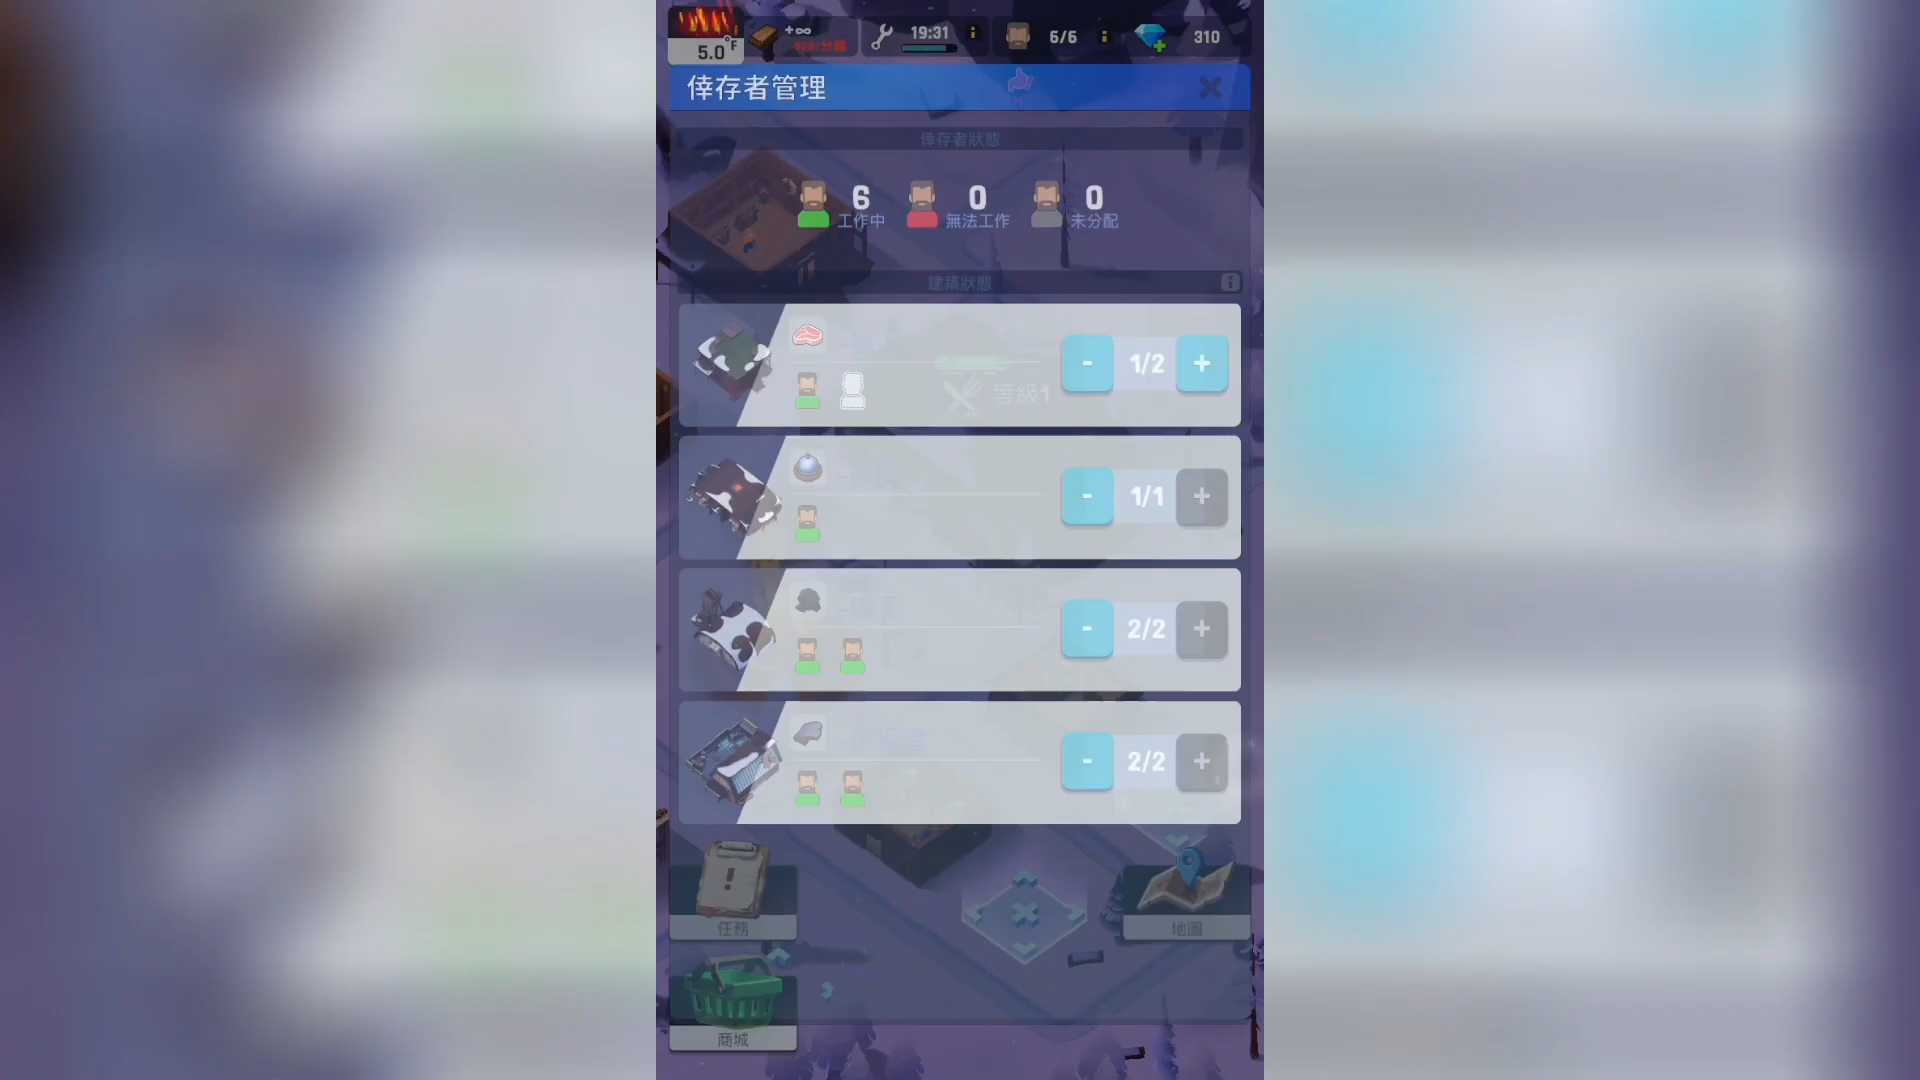 5.0°F
+∞
19:31
6/6
310
倖存者管理
倖存者狀態
6
工作中
0
無法工作
0
未分配
建築狀態
1/2
等級1
1/1
2/2
2/2
任務
地圖
商城